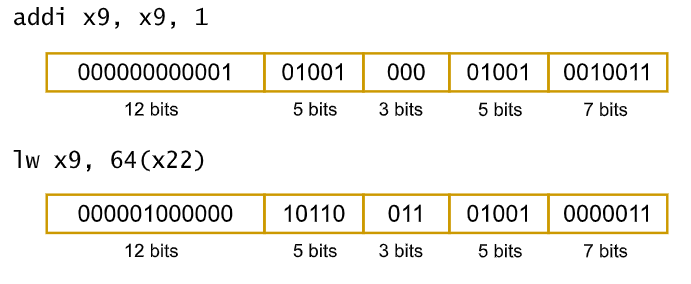 addi x9, x9, 1
000000000001 01001 000 01001 0010011
12 bits 5 bits 3 bits 5 bits 7 bits
lw x9, 64(x22)
000001000000 10110 011 01001 0000011
12 bits 5 bits 3 bits 5 bits 7 bits